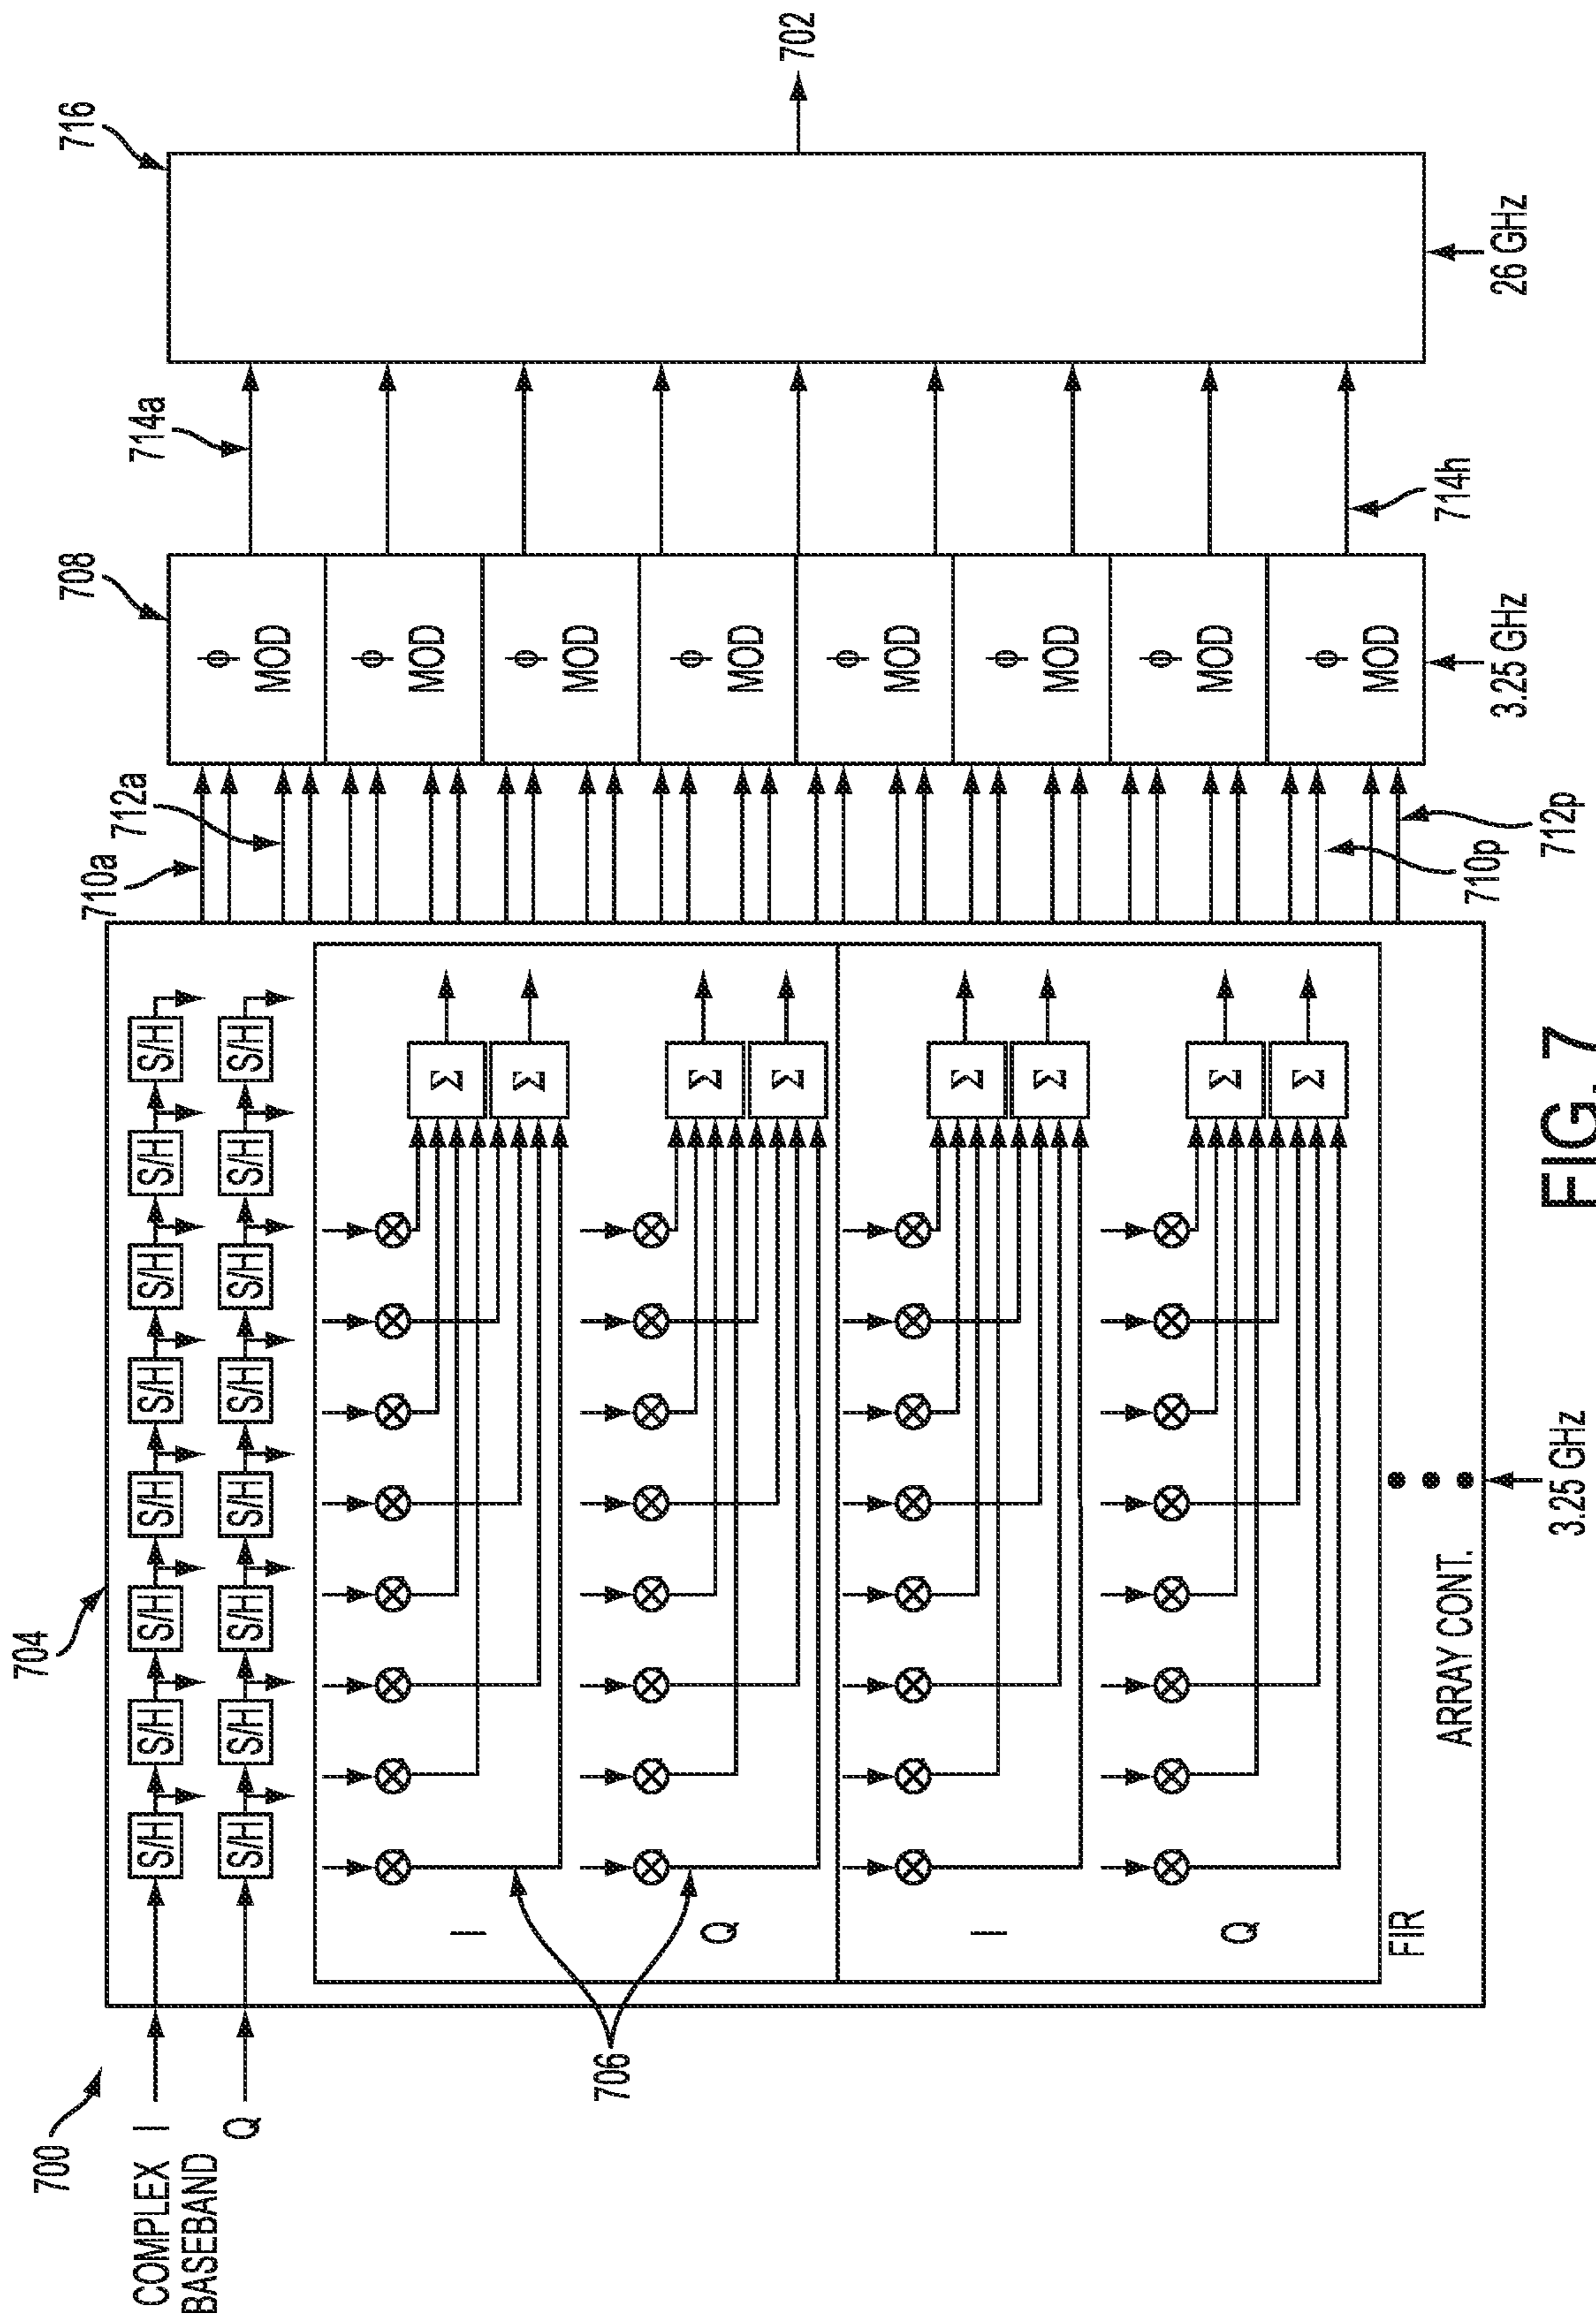 700
COMPLEX I
BASEBAND
Q
704
S/H S/H S/H S/H S/H S/H S/H S/H
S/H S/H S/H S/H S/H S/H S/H S/H
I
Σ
Σ
706
Q
Σ
Σ
I
Σ
Σ
Q
Σ
Σ
FIR
ARRAY CONT.
3.25 GHz
710a
712a
710p
712p
708
ϕ
MOD
ϕ
MOD
ϕ
MOD
ϕ
MOD
ϕ
MOD
ϕ
MOD
ϕ
MOD
ϕ
MOD
3.25 GHz
714a
714h
716
26 GHz
702
FIG. 7